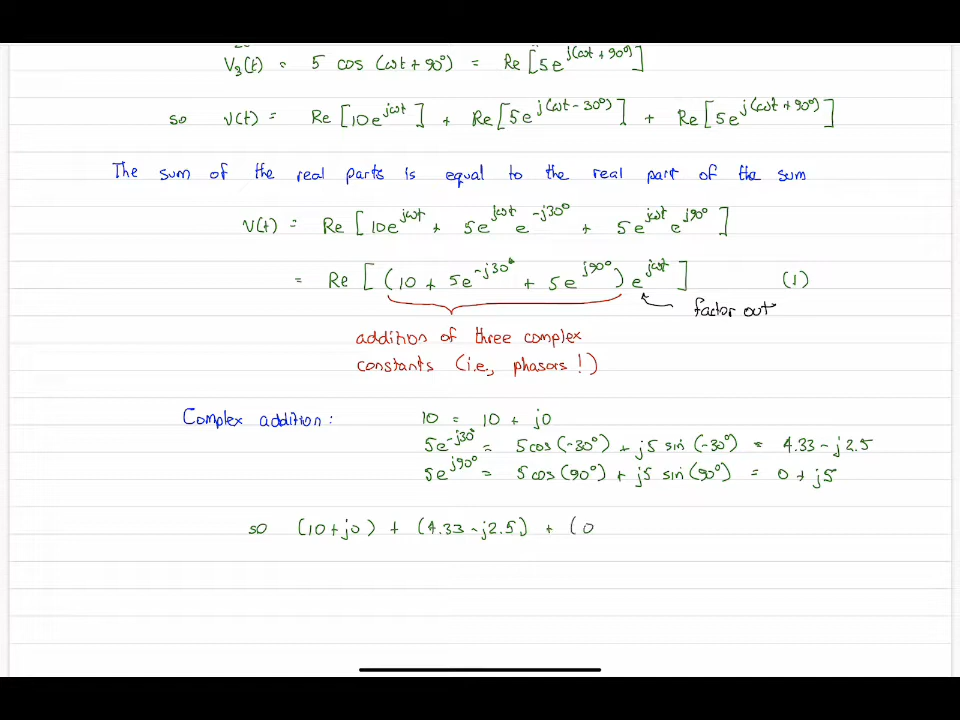 V₃(t) = 5 cos (ωt + 90°) = Re [5e^{j(ωt + 90°)}]
so v(t) = Re [10e^{jωt}] + Re [5e^{j(ωt - 30°)}] + Re [5e^{j(ωt + 90°)}]
The sum of the real parts is equal to the real part of the sum
v(t) = Re [10e^{jωt} + 5e^{jωt} e^{-j30°} + 5e^{jωt} e^{j90°}]
= Re [(10 + 5e^{-j30°} + 5e^{j90°}) e^{jωt}] (1)
factor out
addition of three complex
constants (i.e., phasors!)
Complex addition: 10 = 10 + j0
5e^{-j30°} = 5cos(-30°) + j5 sin (-30°) = 4.33 - j2.5
5e^{j90°} = 5cos(90°) + j5 sin(90°) = 0 + j5
so (10 + j0) + (4.33 - j2.5) + (0